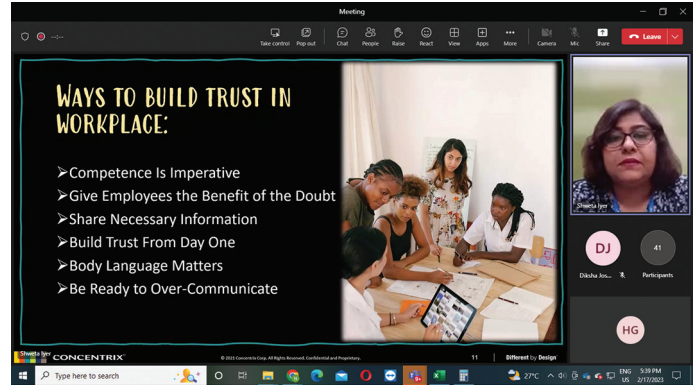 Meeting
Take control
Pop out
Chat
People
Raise
React
View
Apps
More
Camera
Mic
Share
Leave
WAYS TO BUILD TRUST IN
WORKPLACE:
➢Competence Is Imperative
➢Give Employees the Benefit of the Doubt
➢Share Necessary Information
➢Build Trust From Day One
➢Body Language Matters
➢Be Ready to Over-Communicate
Shweta Iyer
DJ
41
Diksha Jos...
Participants
HG
Shweta Iyer
CONCENTRIX
© 2023 Concentrix Corp. All Rights Reserved. Confidential and Proprietary.
11
Different by Design
Type here to search
27°C
ENG
US
5:39 PM
2/17/2023